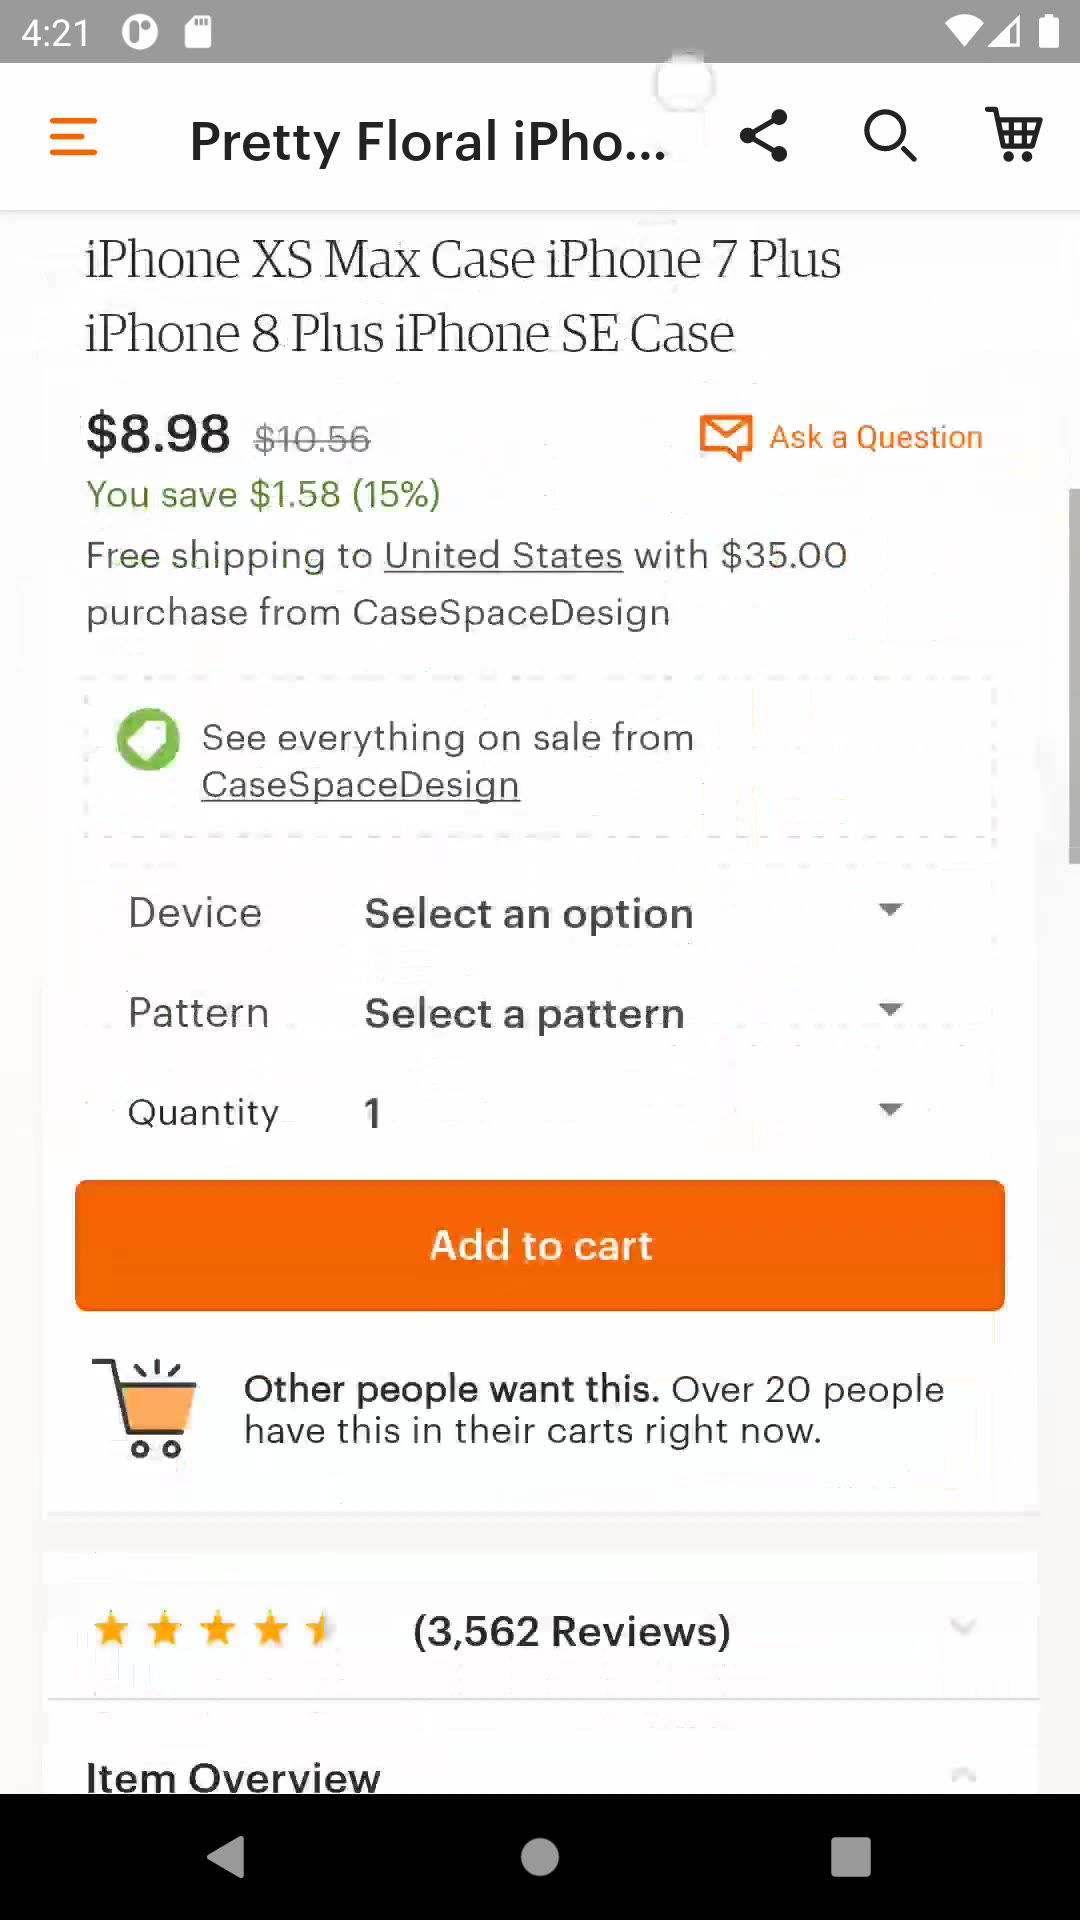 4:21
Pretty Floral iPho...
iPhone XS Max Case iPhone 7 Plus
iPhone 8 Plus iPhone SE Case
$8.98 $10.56
Ask a Question
You save $1.58 (15%)
Free shipping to United States with $35.00
purchase from CaseSpaceDesign
See everything on sale from
CaseSpaceDesign
Device Select an option
Pattern Select a pattern
Quantity 1
Add to cart
Other people want this. Over 20 people
have this in their carts right now.
(3,562 Reviews)
Item Overview